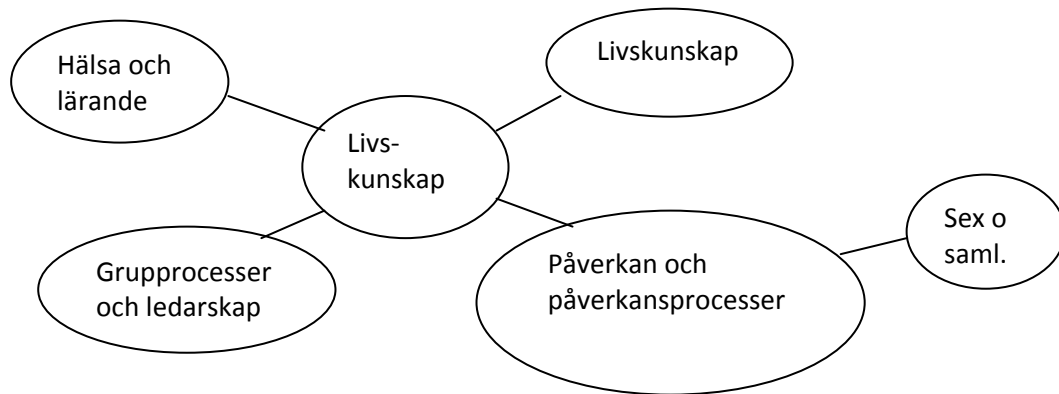 Hälsa och
lärande
Livskunskap
Livs-
kunskap
Sex o
saml.
Grupprocesser
och ledarskap
Påverkan och
påverkansprocesser